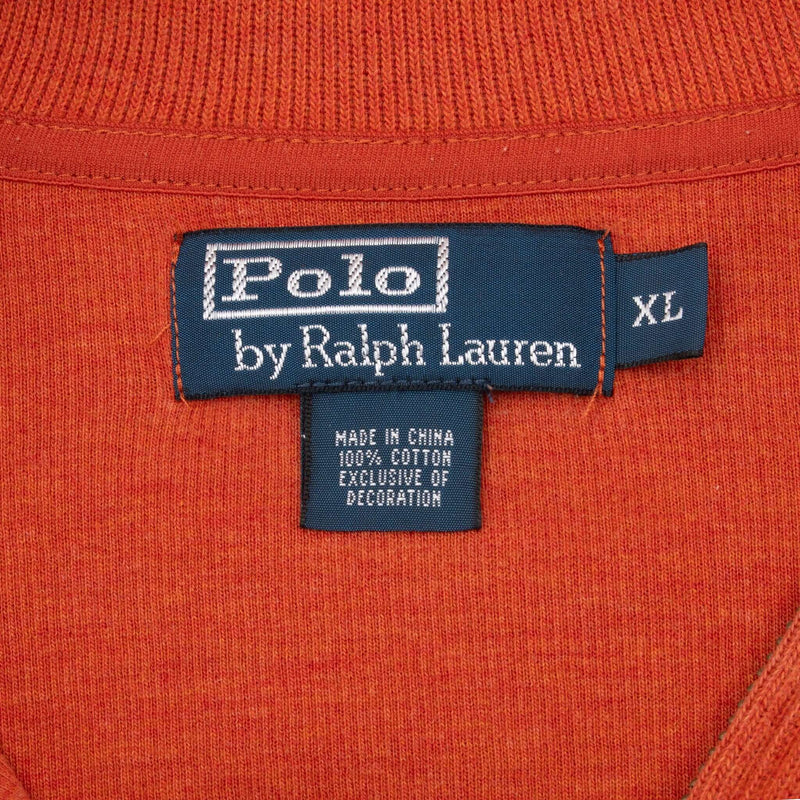 Polo
by Ralph Lauren
XL
MADE IN CHINA
100% COTTON
EXCLUSIVE OF
DECORATION